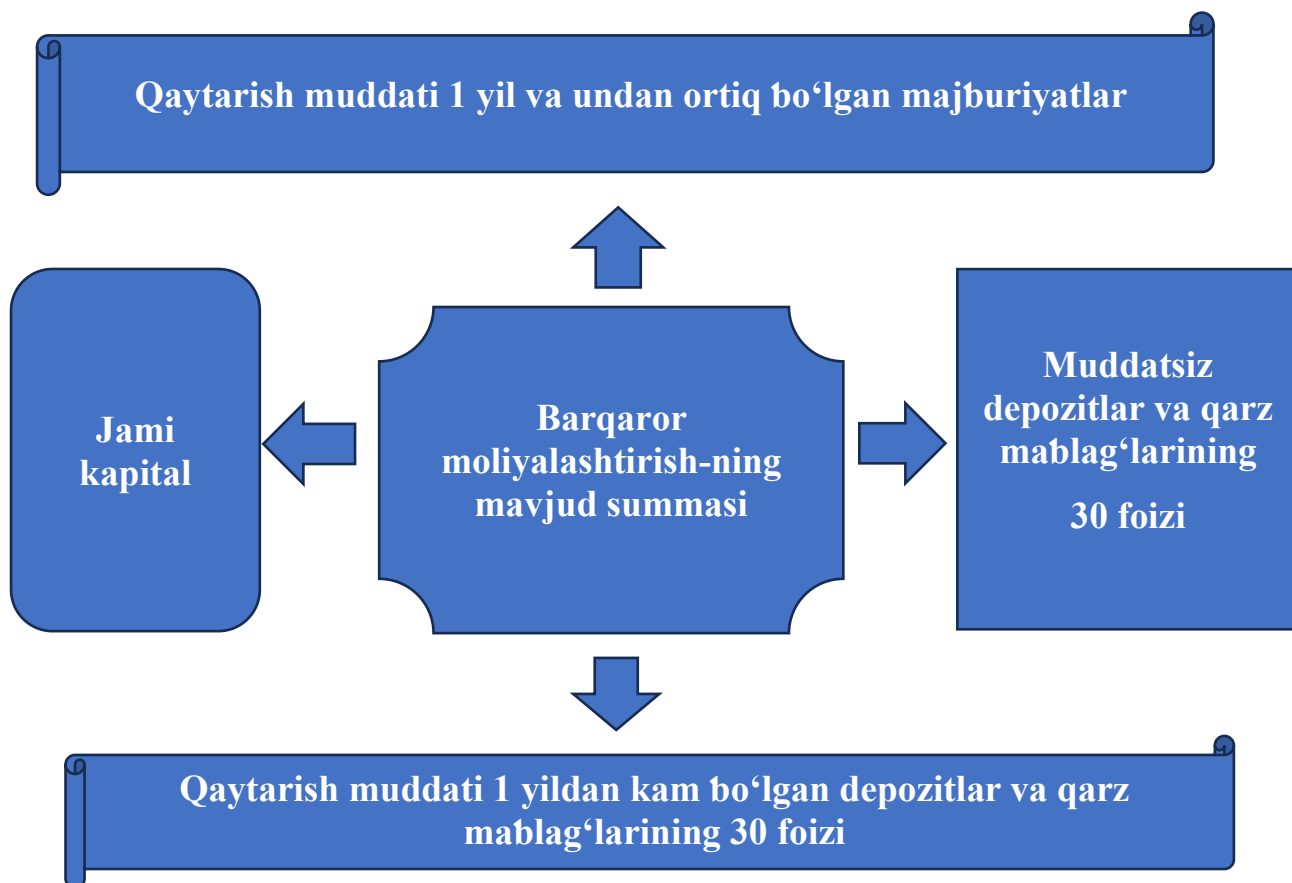 Qaytarish muddati 1 yil va undan ortiq bo‘lgan majburiyatlar
Jami
kapital
Barqaror
moliyalashtirish-ning
mavjud summasi
Muddatsiz
depozitlar va qarz
mablag‘larining
30 foizi
Qaytarish muddati 1 yildan kam bo‘lgan depozitlar va qarz
mablag‘larining 30 foizi